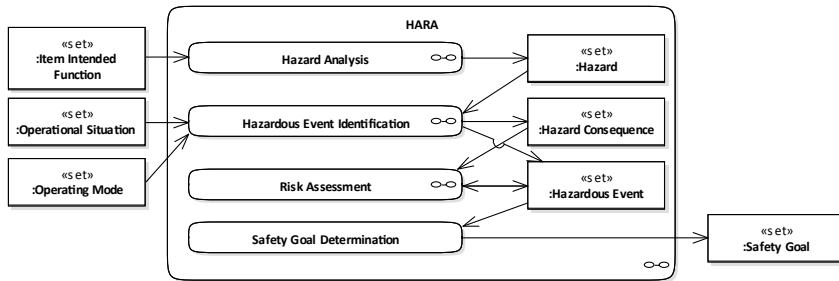 HARA
«set»
:Item Intended
Function
Hazard Analysis
«set»
:Hazard
«set»
:Operational Situation
Hazardous Event Identification
«set»
:Hazard Consequence
«set»
:Operating Mode
Risk Assessment
«set»
:Hazardous Event
Safety Goal Determination
«set»
:Safety Goal